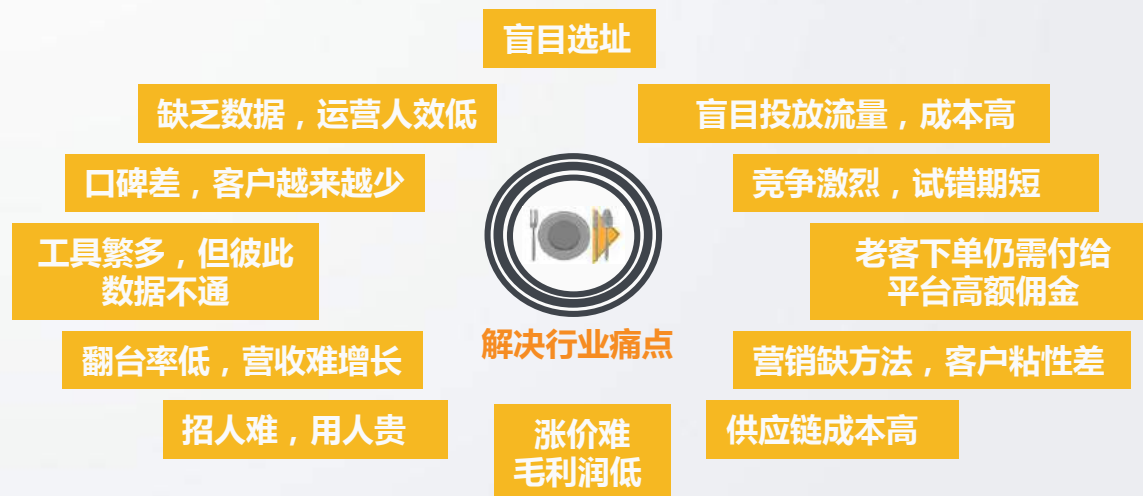 盲目选址
缺乏数据，运营人效低
盲目投放流量，成本高
口碑差，客户越来越少
竞争激烈，试错期短
工具繁多，但彼此
数据不通
老客下单仍需付给
平台高额佣金
解决行业痛点
翻台率低，营收难增长
营销缺方法，客户粘性差
招人难，用人贵
涨价难
毛利润低
供应链成本高